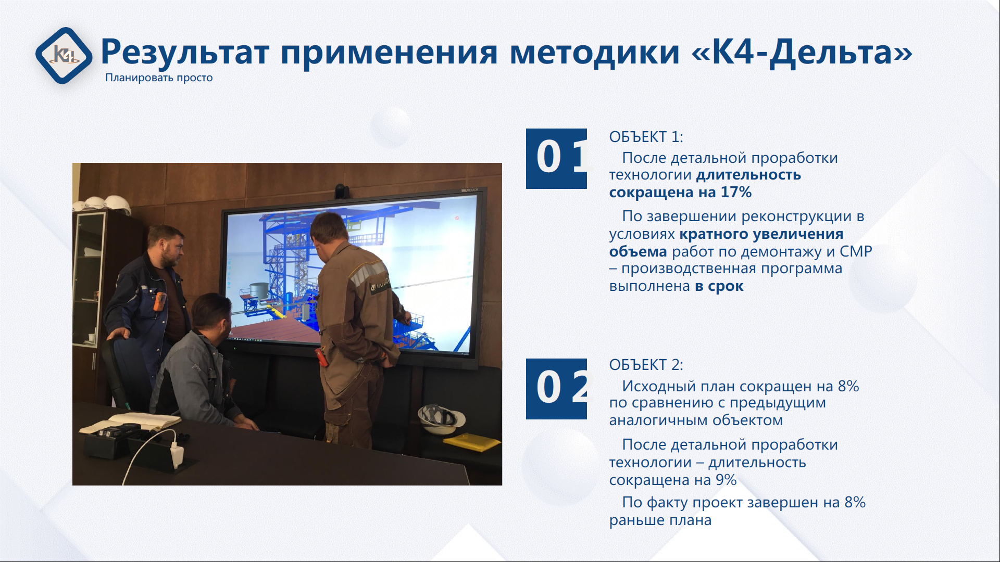 K4
Результат применения методики «К4-Дельта»
Планировать просто
TRUTOUCH
01
ОБЪЕКТ 1:
После детальной проработки
технологии длительность
сокращена на 17%
По завершении реконструкции в
условиях кратного увеличения
объема работ по демонтажу и СМР
– производственная программа
выполнена в срок
02
ОБЪЕКТ 2:
Исходный план сокращен на 8%
по сравнению с предыдущим
аналогичным объектом
После детальной проработки
технологии – длительность
сокращена на 9%
По факту проект завершен на 8%
раньше плана